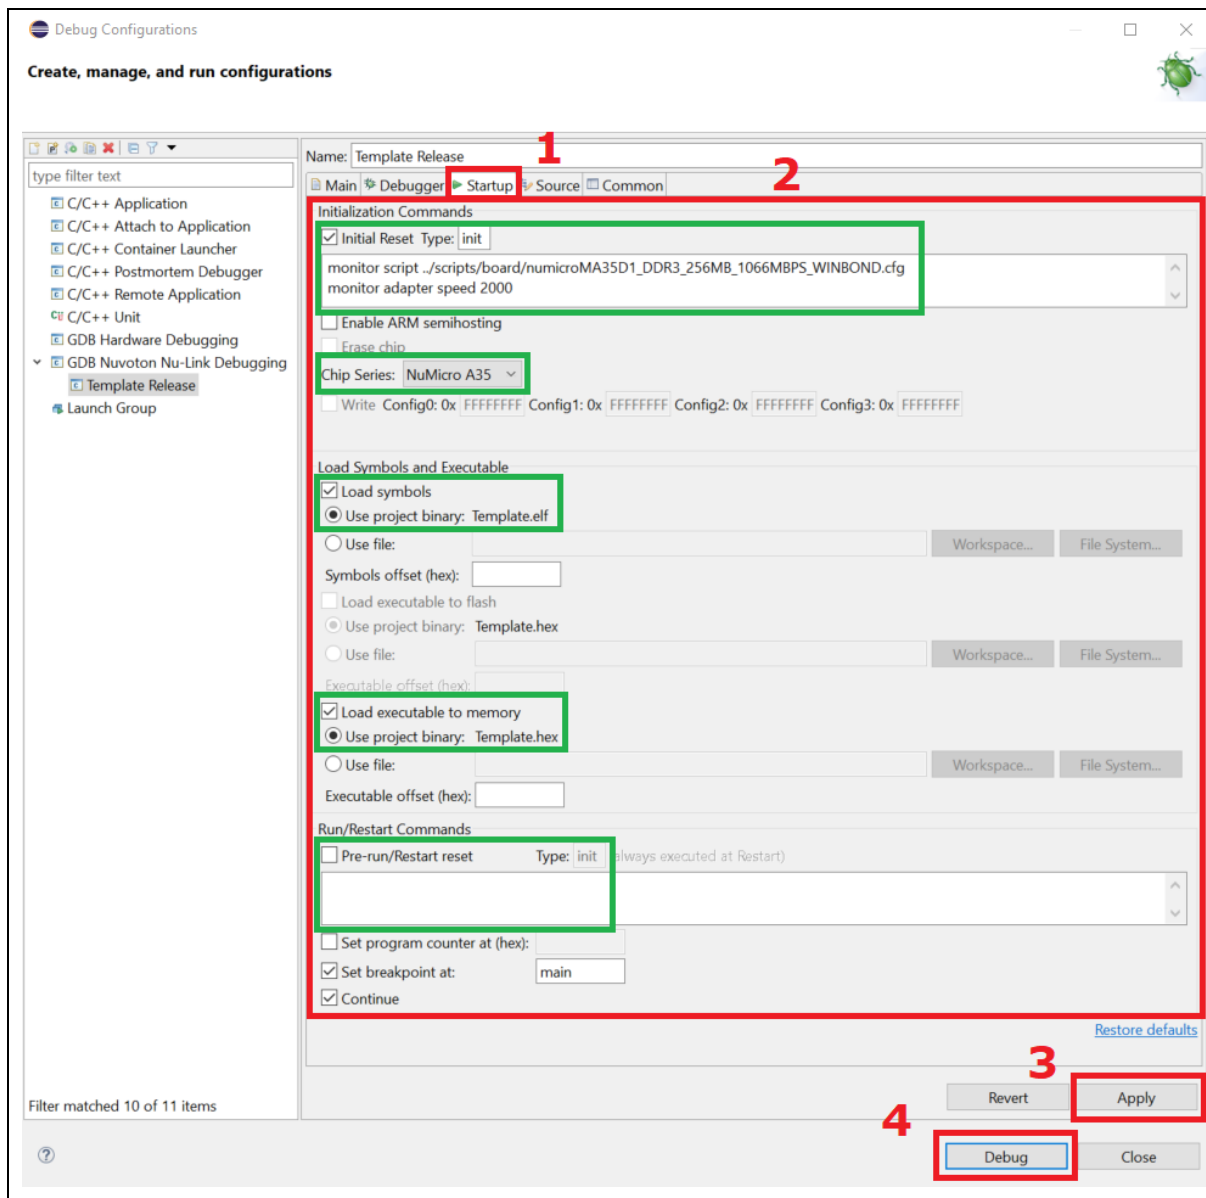 Debug Configurations
Create, manage, and run configurations
1
Name: Template Release
type filter text
2
Main Debugger Startup Source Common
C/C++ Application
C/C++ Attach to Application
C/C++ Container Launcher
C/C++ Postmortem Debugger
C/C++ Remote Application
C/C++ Unit
GDB Hardware Debugging
GDB Nuvoton Nu-Link Debugging
Template Release
Launch Group
Initialization Commands
Initial Reset Type: init
monitor script ../scripts/board/numicroMA35D1_DDR3_256MB_1066MBPS_WINBOND.cfg
monitor adapter speed 2000
Enable ARM semihosting
Erase chip
Chip Series: NuMicro A35
Write Config0: 0x FFFFFFFF Config1: 0x FFFFFFFF Config2: 0x FFFFFFFF Config3: 0x FFFFFFFF
Load Symbols and Executable
Load symbols
Use project binary: Template.elf
Use file: Workspace... File System...
Symbols offset (hex):
Load executable to flash
Use project binary: Template.hex
Use file: Workspace... File System...
Executable offset (hex):
Load executable to memory
Use project binary: Template.hex
Use file: Workspace... File System...
Executable offset (hex):
Run/Restart Commands
Pre-run/Restart reset Type: init always executed at Restart)
Set program counter at (hex):
Set breakpoint at: main
Continue
Restore defaults
3
Filter matched 10 of 11 items
Revert Apply
4
Debug Close